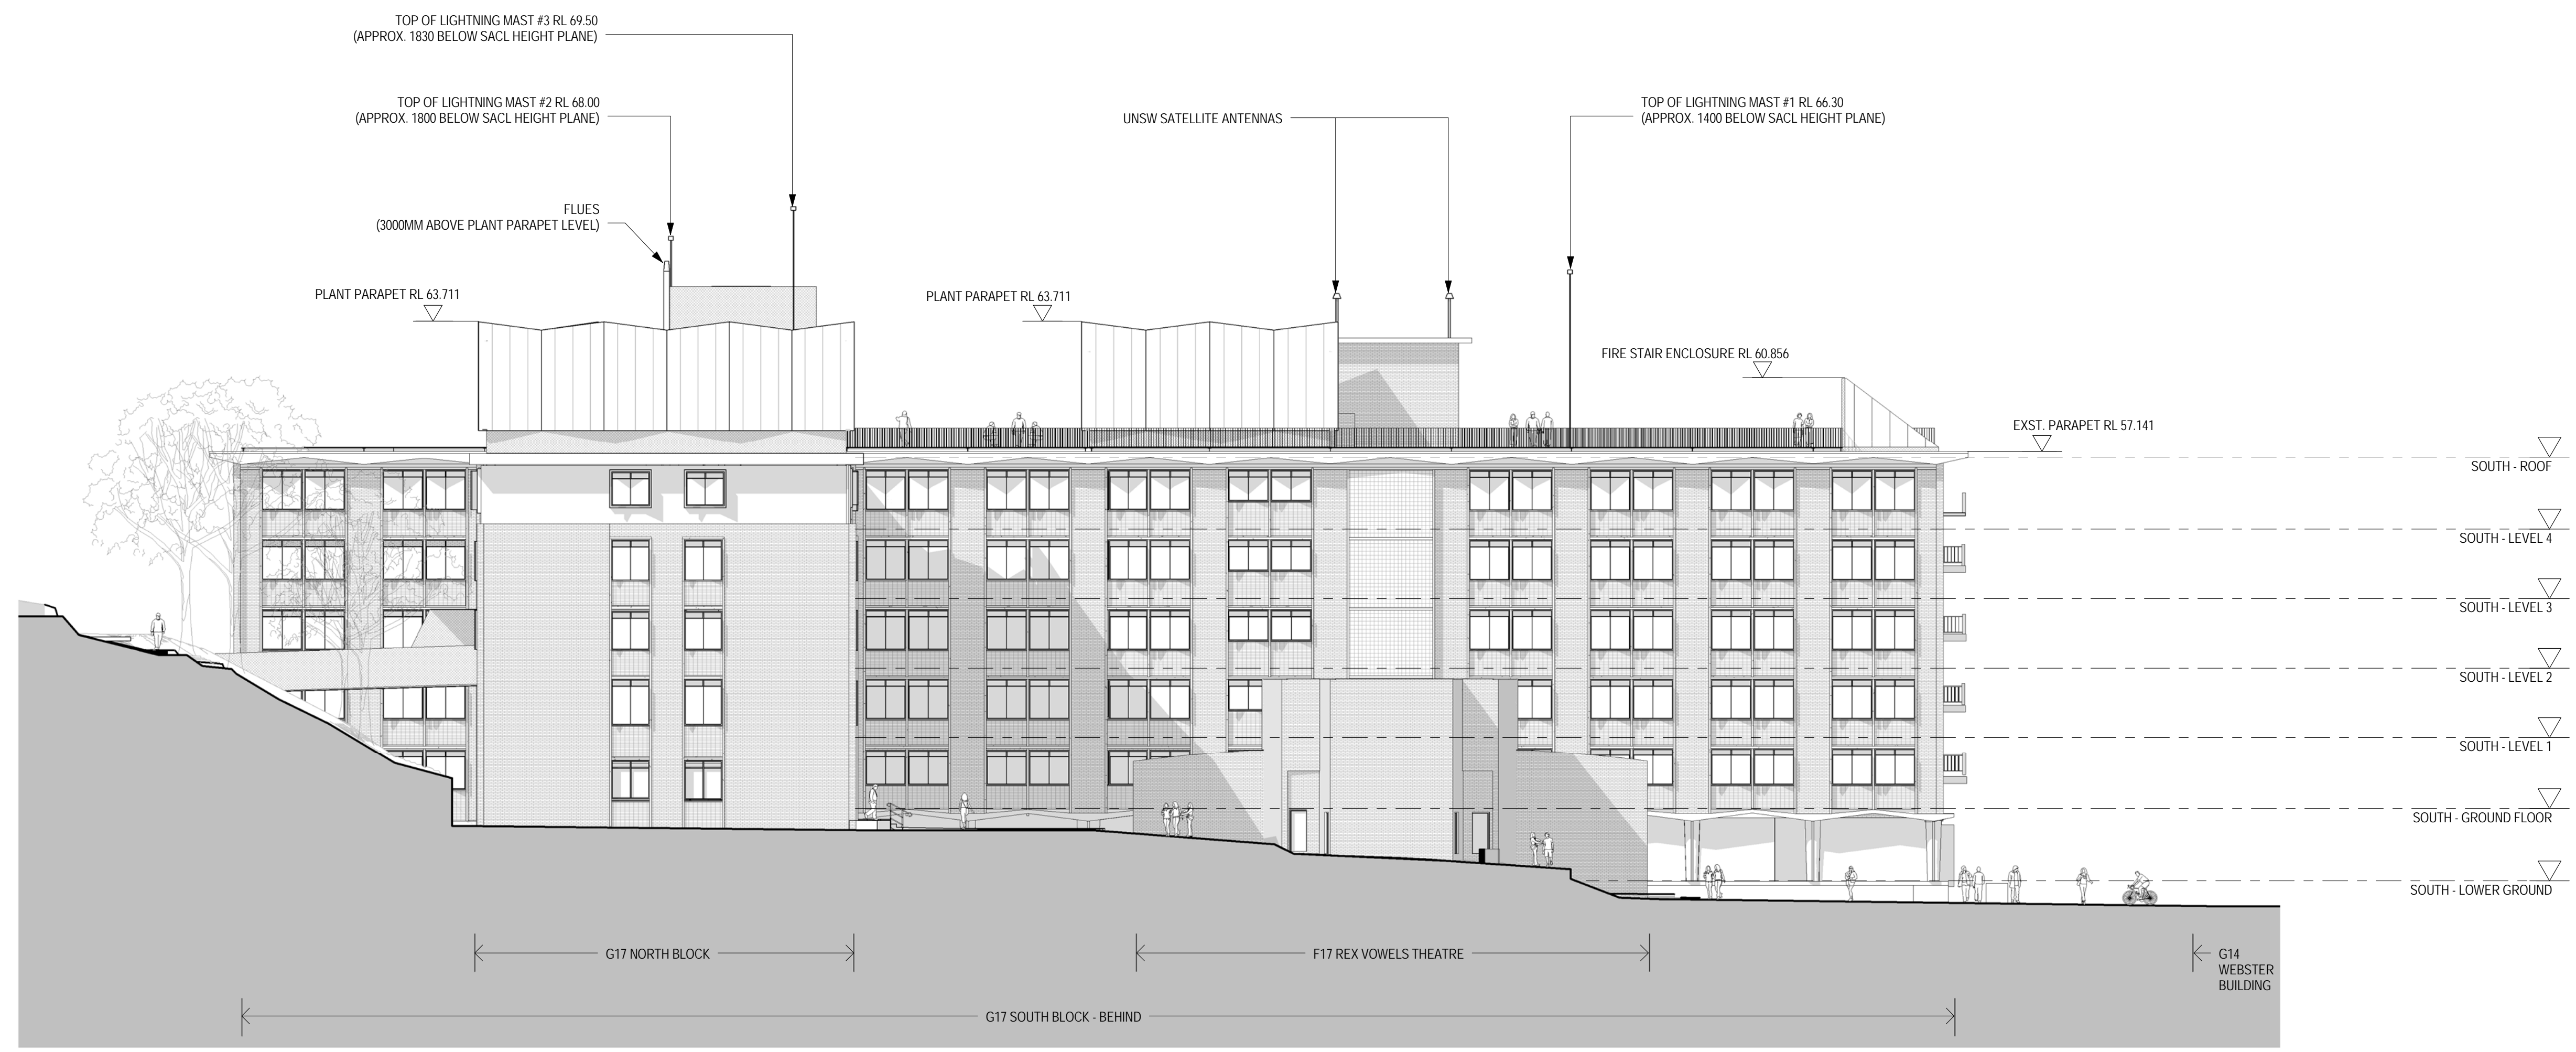 TOP OF LIGHTNING MAST #3 RL 69.50
(APPROX. 1830 BELOW SACL HEIGHT PLANE)
TOP OF LIGHTNING MAST #2 RL 68.00
(APPROX. 1800 BELOW SACL HEIGHT PLANE)
UNSW SATELLITE ANTENNAS
TOP OF LIGHTNING MAST #1 RL 66.30
(APPROX. 1400 BELOW SACL HEIGHT PLANE)
FLUES
(3000MM ABOVE PLANT PARAPET LEVEL)
PLANT PARAPET RL 63.711
PLANT PARAPET RL 63.711
FIRE STAIR ENCLOSURE RL 60.856
EXST. PARAPET RL 57.141
SOUTH - ROOF
SOUTH - LEVEL 4
SOUTH - LEVEL 3
SOUTH - LEVEL 2
SOUTH - LEVEL 1
SOUTH - GROUND FLOOR
SOUTH - LOWER GROUND
G17 NORTH BLOCK
F17 REX VOWELS THEATRE
G14
WEBSTER
BUILDING
G17 SOUTH BLOCK - BEHIND